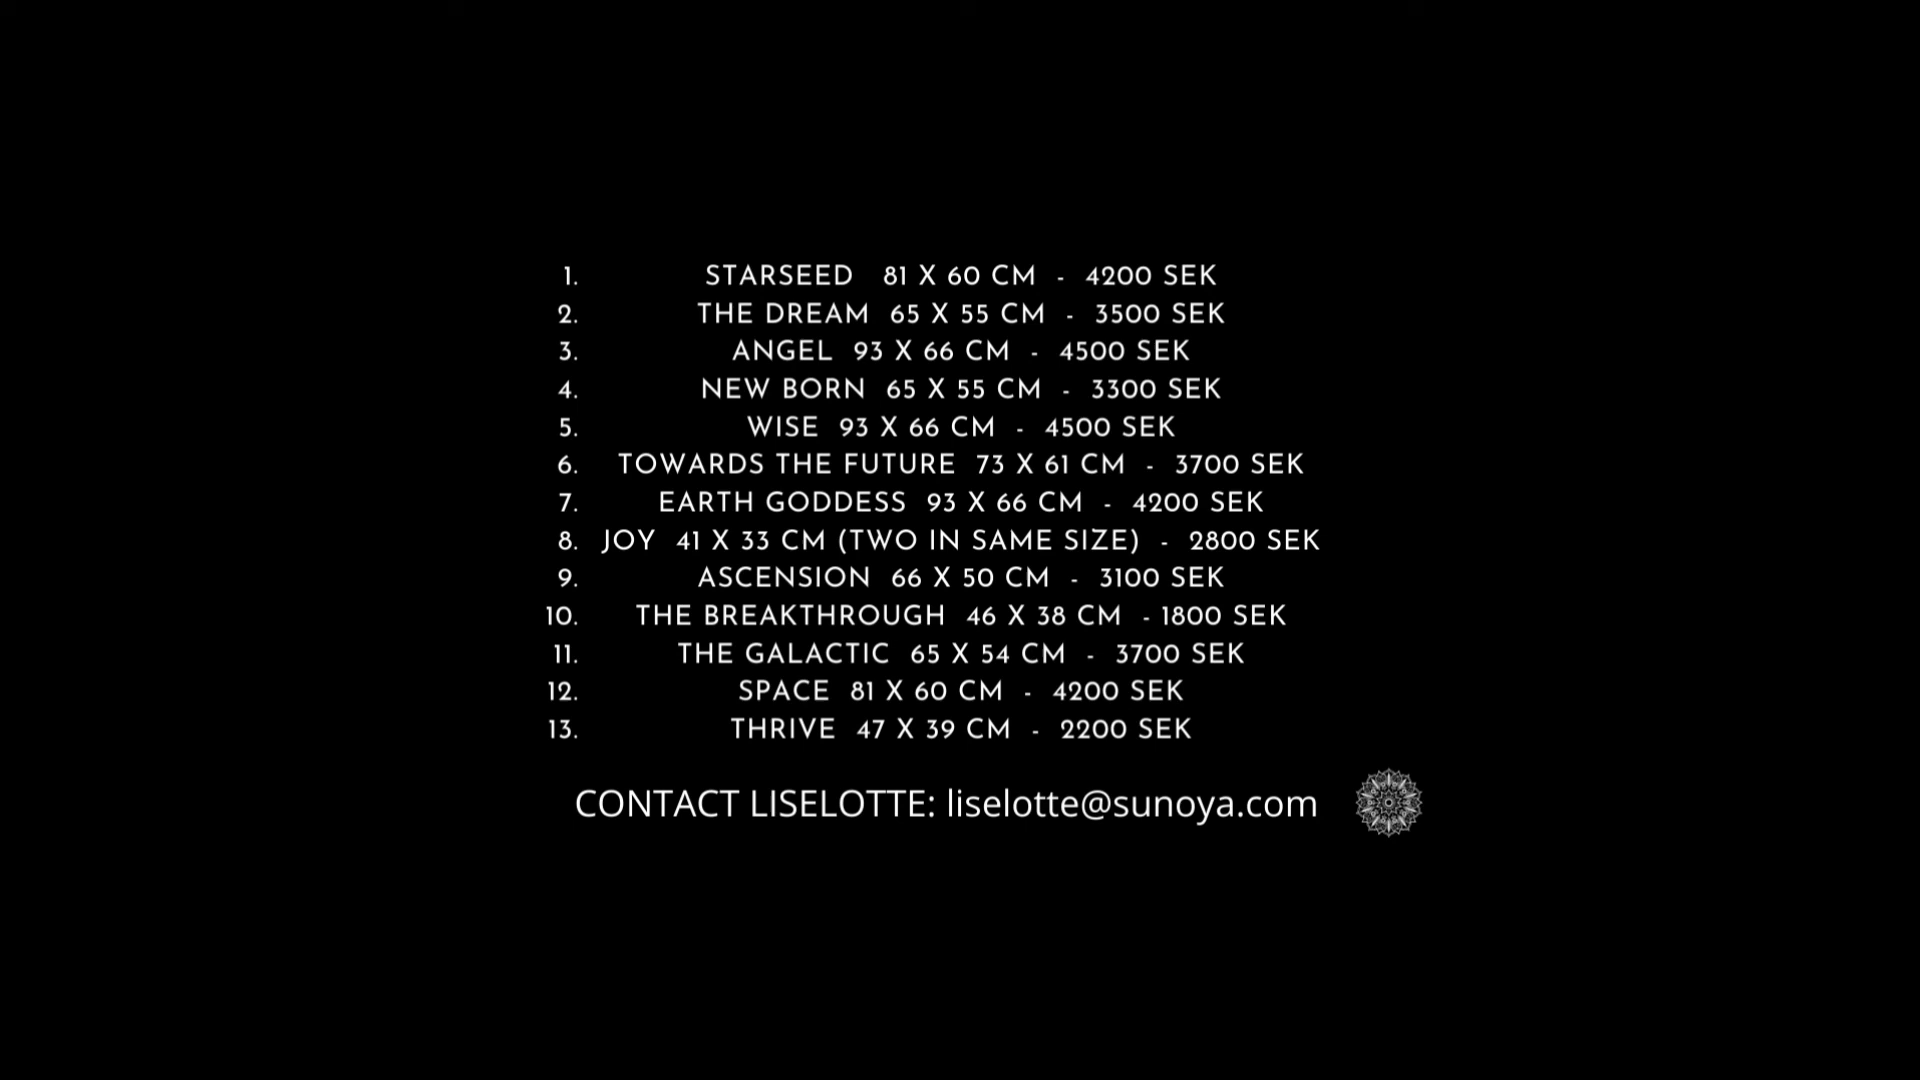 1. STARSEED 81 X 60 CM - 4200 SEK
2. THE DREAM 65 X 55 CM - 3500 SEK
3. ANGEL 93 X 66 CM - 4500 SEK
4. NEW BORN 65 X 55 CM - 3300 SEK
5. WISE 93 X 66 CM - 4500 SEK
6. TOWARDS THE FUTURE 73 X 61 CM - 3700 SEK
7. EARTH GODDESS 93 X 66 CM - 4200 SEK
8. JOY 41 X 33 CM (TWO IN SAME SIZE) - 2800 SEK
9. ASCENSION 66 X 50 CM - 3100 SEK
10. THE BREAKTHROUGH 46 X 38 CM - 1800 SEK
11. THE GALACTIC 65 X 54 CM - 3700 SEK
12. SPACE 81 X 60 CM - 4200 SEK
13. THRIVE 47 X 39 CM - 2200 SEK
CONTACT LISELOTTE: liselotte@sunoya.com